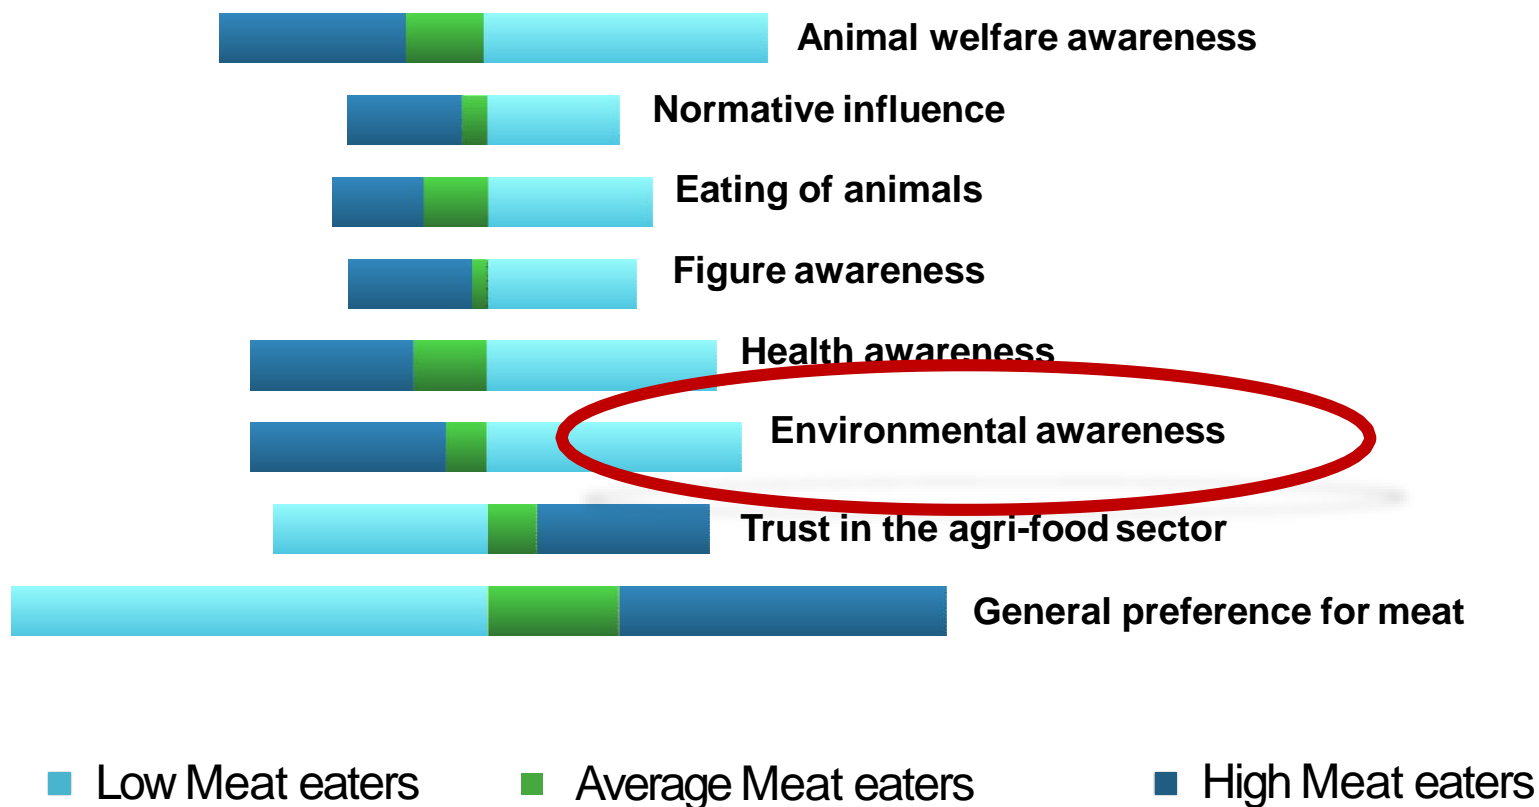 Animal welfare awareness
Normative influence
Eating of animals
Figure awareness
Health awareness
Environmental awareness
Trust in the agri-food sector
General preference for meat
Low Meat eaters
Average Meat eaters
High Meat eaters